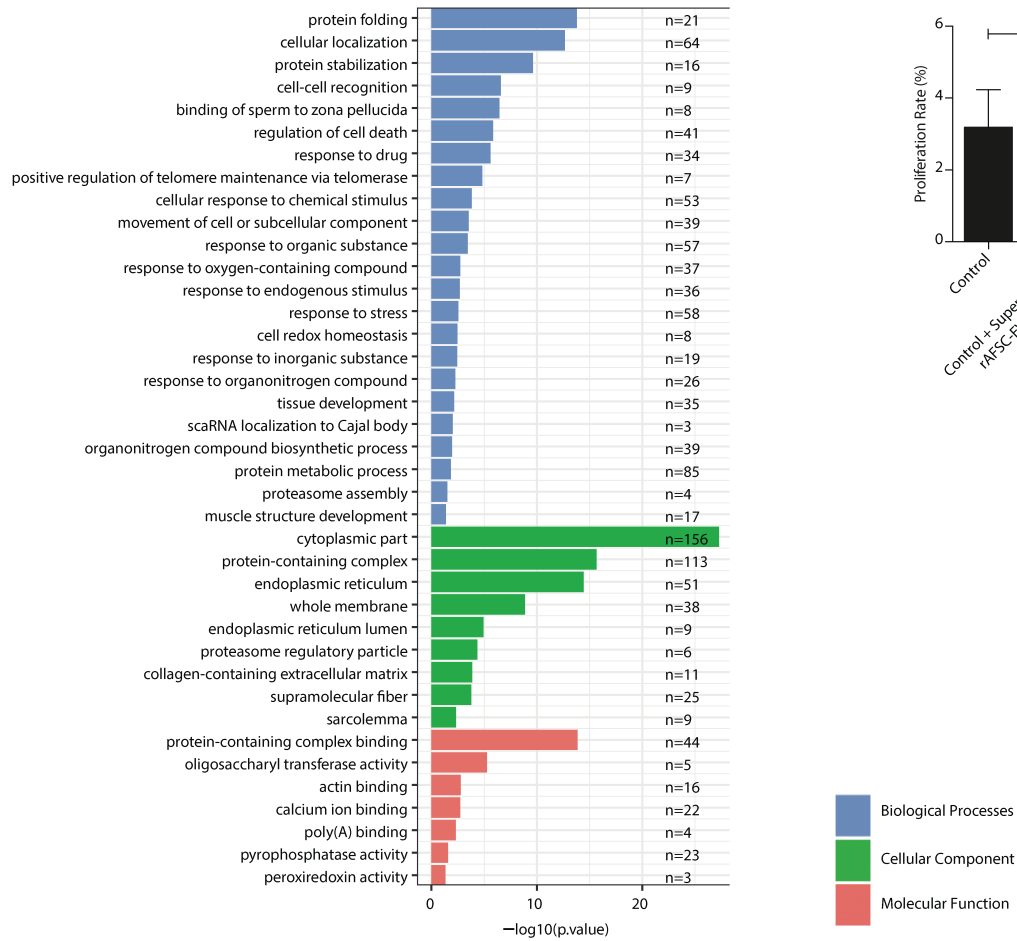 protein folding n=21
cellular localization n=64
protein stabilization n=16
cell-cell recognition n=9
binding of sperm to zona pellucida n=8
regulation of cell death n=41
response to drug n=34
positive regulation of telomere maintenance via telomerase n=7
cellular response to chemical stimulus n=53
movement of cell or subcellular component n=39
response to organic substance n=57
response to oxygen-containing compound n=37
response to endogenous stimulus n=36
response to stress n=58
cell redox homeostasis n=8
response to inorganic substance n=19
response to organonitrogen compound n=26
tissue development n=35
scaRNA localization to Cajal body n=3
organonitrogen compound biosynthetic process n=39
protein metabolic process n=85
proteasome assembly n=4
muscle structure development n=17
cytoplasmic part n=156
protein-containing complex n=113
endoplasmic reticulum n=51
whole membrane n=38
endoplasmic reticulum lumen n=9
proteasome regulatory particle n=6
collagen-containing extracellular matrix n=11
supramolecular fiber n=25
sarcolemma n=9
protein-containing complex binding n=44
oligosaccharyl transferase activity n=5
actin binding n=16
calcium ion binding n=22
poly(A) binding n=4
pyrophosphatase activity n=23
peroxiredoxin activity n=3
0 10 20
−log10(p.value)
Proliferation Rate (%)
6
4
2
0
Control
Control + Super
rAFSC-E
Biological Processes
Cellular Component
Molecular Function